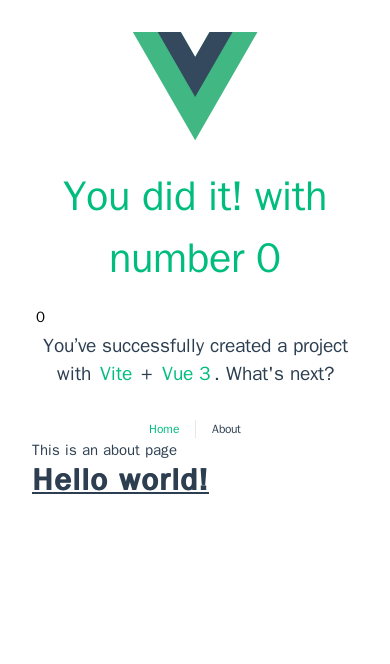 You did it! with
number 0
0
You’ve successfully created a project
with Vite + Vue 3. What's next?
Home About
This is an about page
Hello world!